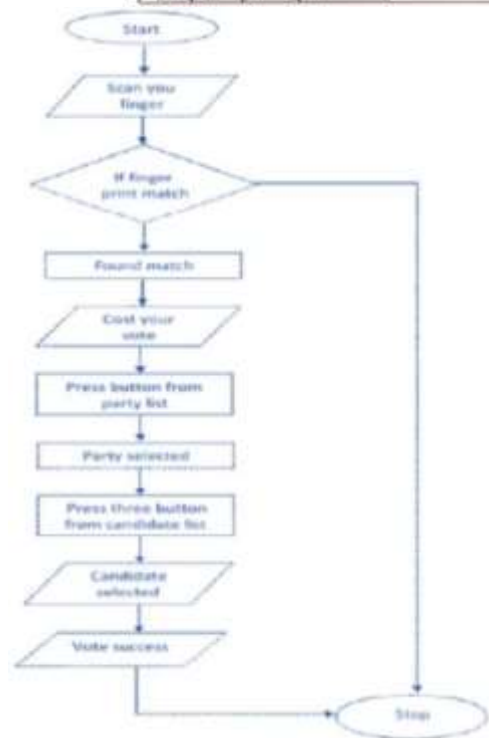 Start
Scan you
finger
If finger
print match
Found match
Cost your
vote
Press button from
party list
Party selected
Press three button
from candidate list
Candidate
selected
Vote success
Stop